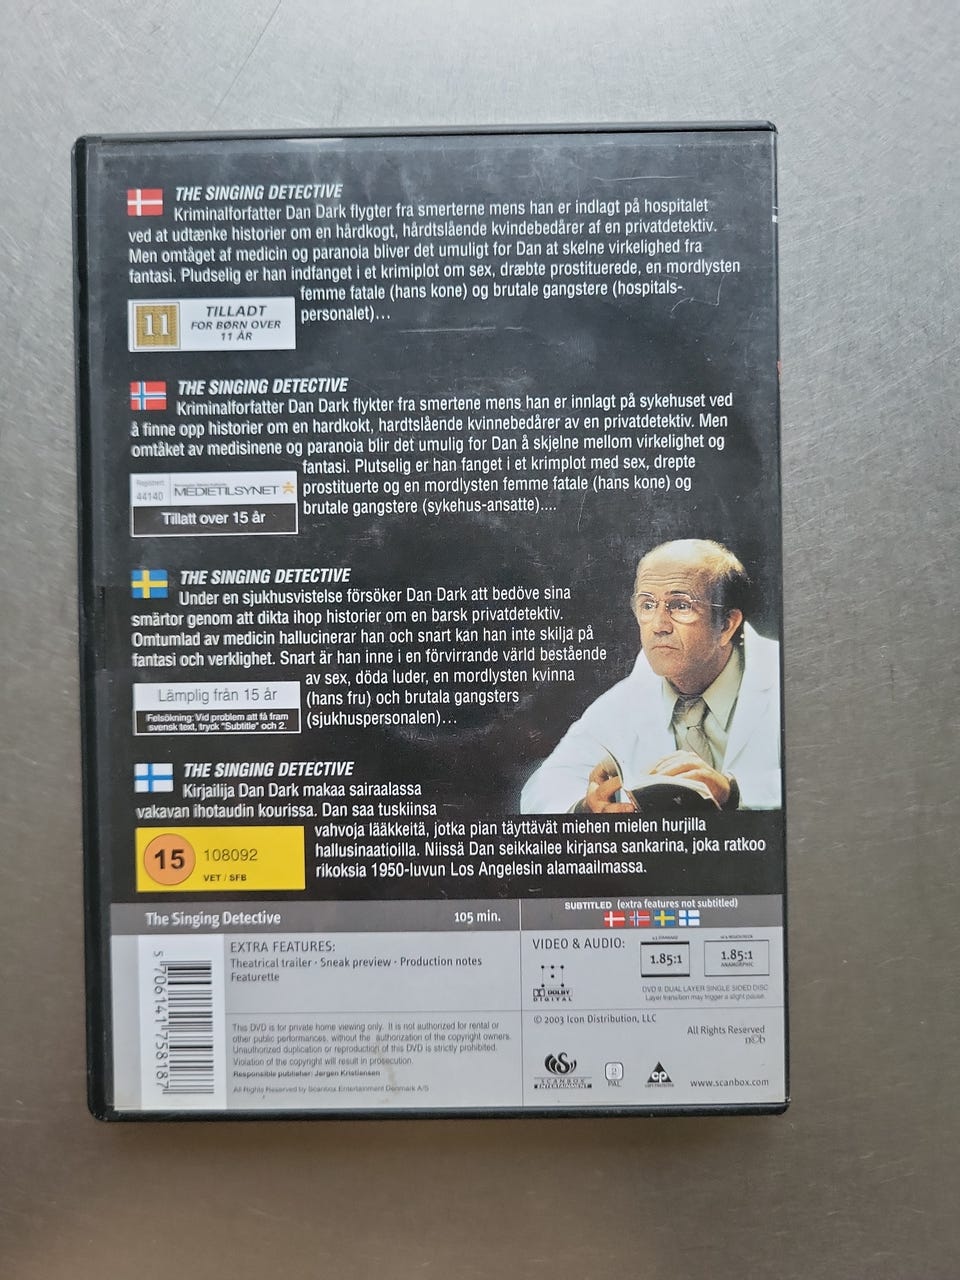 THE SINGING DETECTIVE
Kriminalforfatter Dan Dark flygter fra smerterne mens han er indlagt på hospitalet
ved at udtænke historier om en hårdkogt, hårdtslående kvindebedårer af en privatdetektiv.
Men omtåget af medicin og paranoia bliver det umuligt for Dan at skelne virkelighed fra
fantasi. Pludselig er han indfanget i et krimiplot om sex, dræbte prostituerede, en mordlysten
femme fatale (hans kone) og brutale gangstere (hospitals-
personalet)...
11
TILLADT
FOR BØRN OVER
11 ÅR
THE SINGING DETECTIVE
Kriminalforfatter Dan Dark flykter fra smertene mens han er innlagt på sykehuset ved
å finne opp historier om en hardkokt, hardtslående kvinnebedårer av en privatdetektiv. Men
omtåket av medisinene og paranoia blir det umulig for Dan å skjelne mellom virkelighet og
fantasi. Plutselig er han fanget i et krimplot med sex, drepte
prostituerte og en mordlysten femme fatale (hans kone) og
brutale gangstere (sykehus-ansatte)....
Registrert
44140
MEDIETILSYNET
Tillatt over 15 år
THE SINGING DETECTIVE
Under en sjukhusvistelse försöker Dan Dark att bedöve sina
smärtor genom att dikta ihop historier om en barsk privatdetektiv.
Omtumlad av medicin hallucinerar han och snart kan han inte skilja på
fantasi och verklighet. Snart är han inne i en förvirrande värld bestående
av sex, döda luder, en mordlysten kvinna
(hans fru) och brutala gangsters
(sjukhuspersonalen)...
Lämplig från 15 år
Felsökning: Vid problem att få fram
svensk text, tryck "Subtitle" och 2.
THE SINGING DETECTIVE
Kirjailija Dan Dark makaa sairaalassa
vakavan ihotaudin kourissa. Dan saa tuskiinsa
vahvoja lääkkeitä, jotka pian täyttävät miehen mielen hurjilla
hallusinaatioilla. Niissä Dan seikkailee kirjansa sankarina, joka ratkoo
rikoksia 1950-luvun Los Angelesin alamaailmassa.
15
108092
VET / SFB
The Singing Detective
105 min.
SUBTITLED (extra features not subtitled)
5 706141 758187
EXTRA FEATURES:
Theatrical trailer · Sneak preview · Production notes
Featurette
VIDEO & AUDIO:
1.85:1
1.85:1
ANAMORPHIC
DOLBY
DIGITAL
DVD 9: DUAL LAYER SINGLE SIDED DISC
Layer transition may trigger a slight pause.
This DVD is for private home viewing only. It is not authorized for rental or
other public performances, without the authorization of the copyright owners.
Unauthorized duplication or reproduction of this DVD is strictly prohibited.
Violation of the copyright will result in prosecution.
Responsible publisher: Jørgen Kristiansen
All Rights Reserved by Scanbox Entertainment Denmark A/S
© 2003 Icon Distribution, LLC
All Rights Reserved
SCANBOX
ENTERTAINMENT
2
PAL
cp
www.scanbox.com